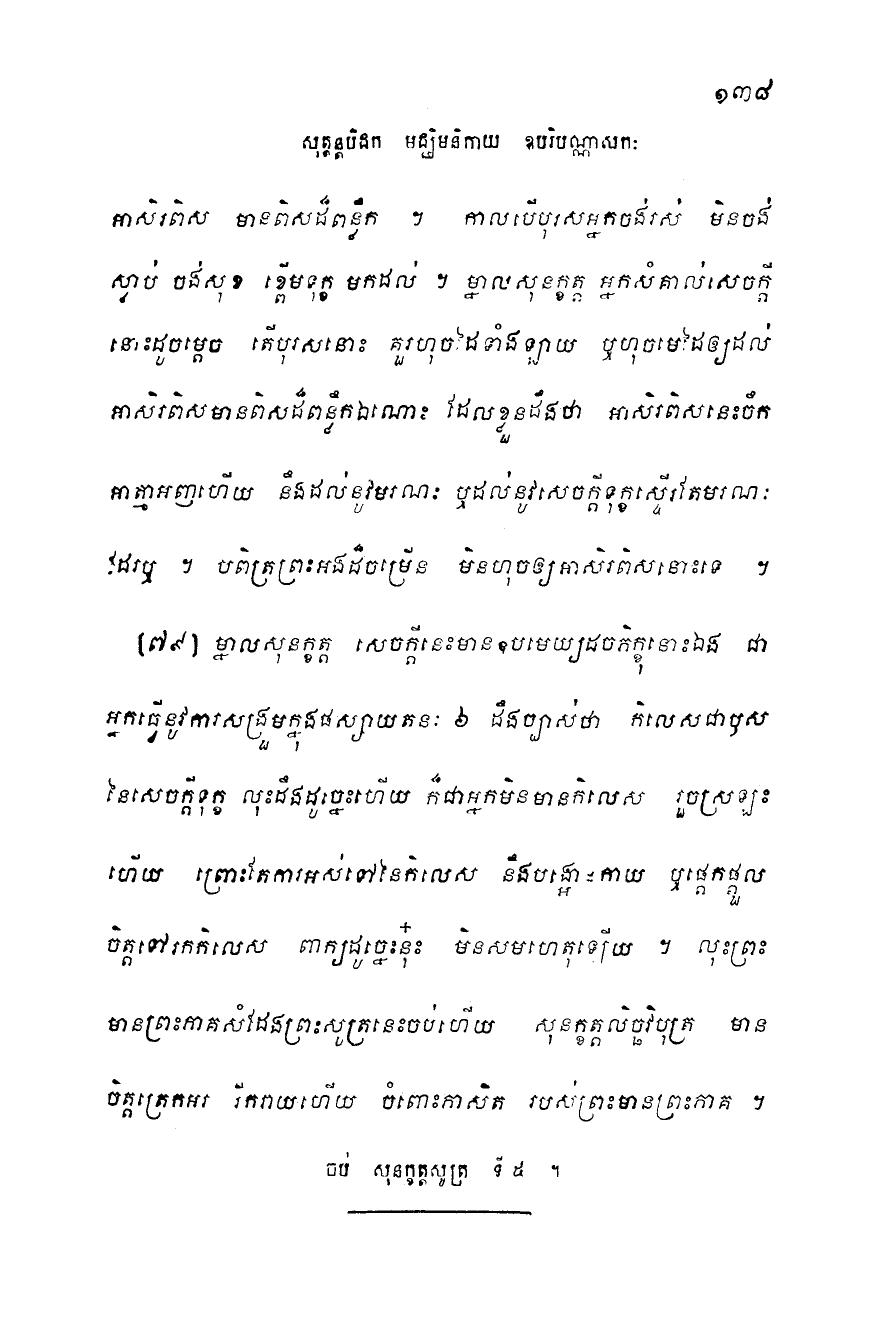 ១៣៨
សុត្តន្តបិដក មជ្ឈិមនិកាយ ឧបរិបណ្ណាសកៈ
អាសិរពិស មានពិសដ៏ពន្លឹក ។ កាលបើបុរសអ្នកចង់រស់ មិនចង់
ស្លាប់ ចង់សុខ ខ្ពើមទុក្ខ មកដល់ ។ ម្នាលសុនក្ខត្ត អ្នកសំគាល់សេចក្តី
នោះដូចម្តេច តើបុរសនោះ គួរហុចដៃទាំងឡាយ ឬហុចមេដៃឲ្យដល់
អាសិរពិសមានពិសដ៏ពន្លឹកឯណោះ ដែលខ្លួនដឹងថា អាសិរពិសនេះចឹក
អាត្មាអញហើយ នឹងដល់នូវមរណៈ ឬដល់នូវសេចក្តីទុក្ខស្ទើរតែមរណៈ
ដែរឬ ។ បពិត្រព្រះអង្គដ៏ចម្រើន មិនហុចឲ្យអាសិរពិសនោះទេ ។
(៧៩) ម្នាលសុនក្ខត្ត សេចក្តីនេះមានឧបមេយ្យដូចភិក្ខុនោះឯង ជា
អ្នកធ្វើនូវការសង្រួមក្នុងផស្សាយតនៈ ៦ ដឹងច្បាស់ថា កិលេសជាឫស
នៃសេចក្តីទុក្ខ លុះដឹងដូច្នេះហើយ ក៏ជាអ្នកមិនមានកិលេស រួចស្រឡះ
ហើយ ព្រោះតែការអស់ទៅនៃកិលេស នឹងបង្អោះកាយ ឬផ្តេកផ្តួល
ចិត្តទៅរកកិលេស ពាក្យដូច្នេះនុ៎ះ មិនសមហេតុឡើយ ។ លុះព្រះ
មានព្រះភាគសំដែងព្រះសូត្រនេះចប់ហើយ សុនក្ខត្តលិច្ឆវិបុត្រ មាន
ចិត្តត្រេកអរ រីករាយហើយ ចំពោះភាសិត របស់ព្រះមានព្រះភាគ ។
ចប់ សុនក្ខត្តសូត្រ ទី ៥ ។